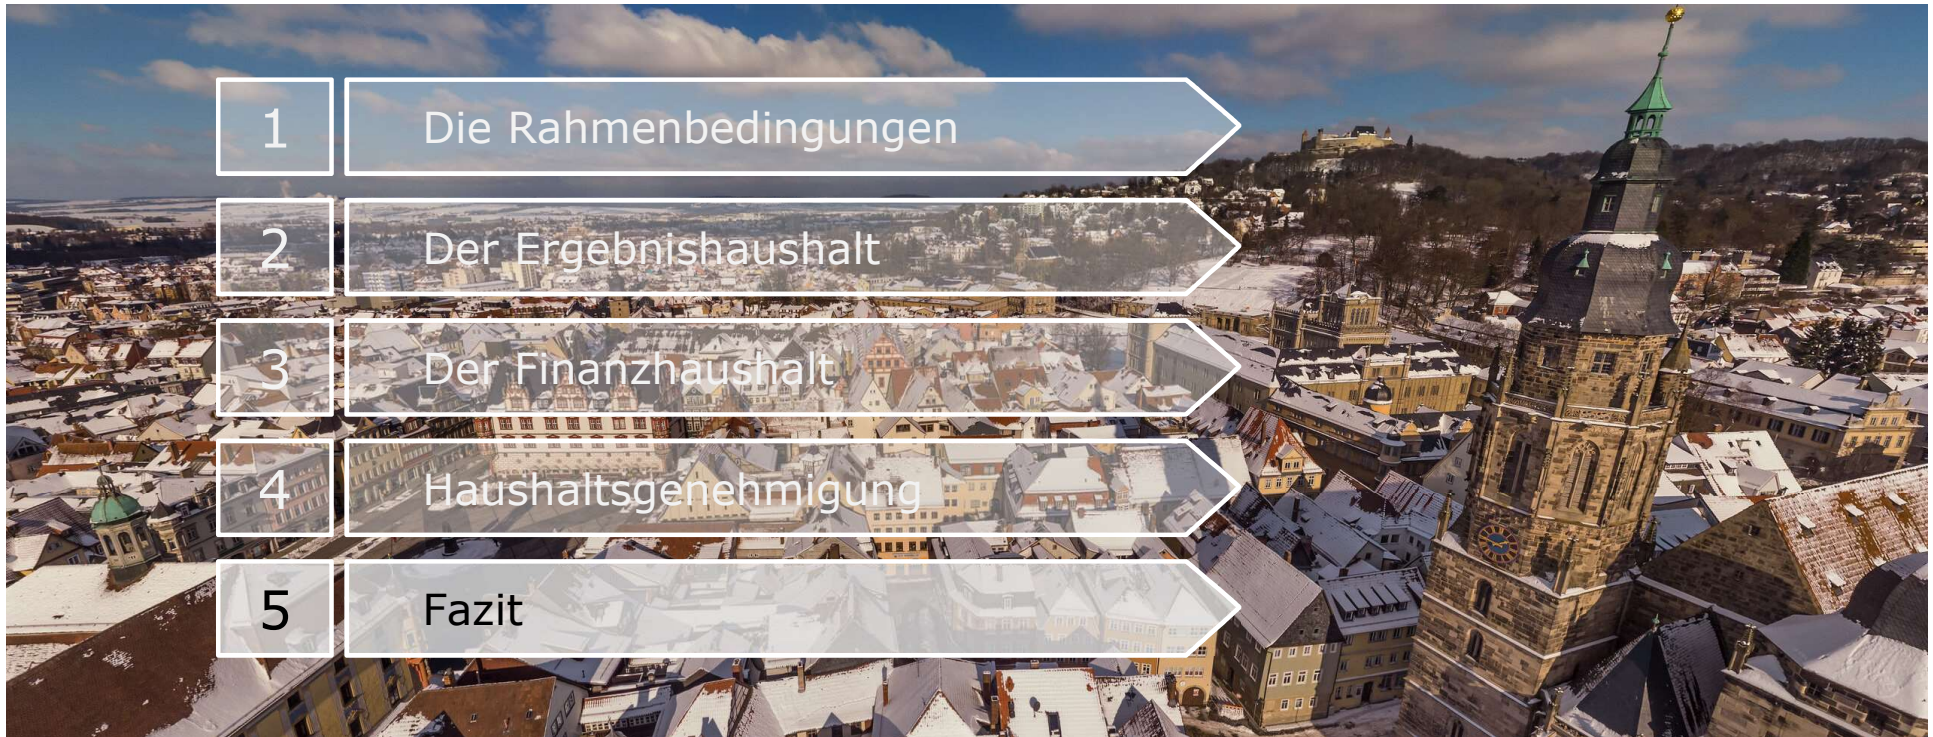 1 Die Rahmenbedingungen
2 Der Ergebnishaushalt
3 Der Finanzhaushalt
4 Haushaltsgenehmigung
5 Fazit